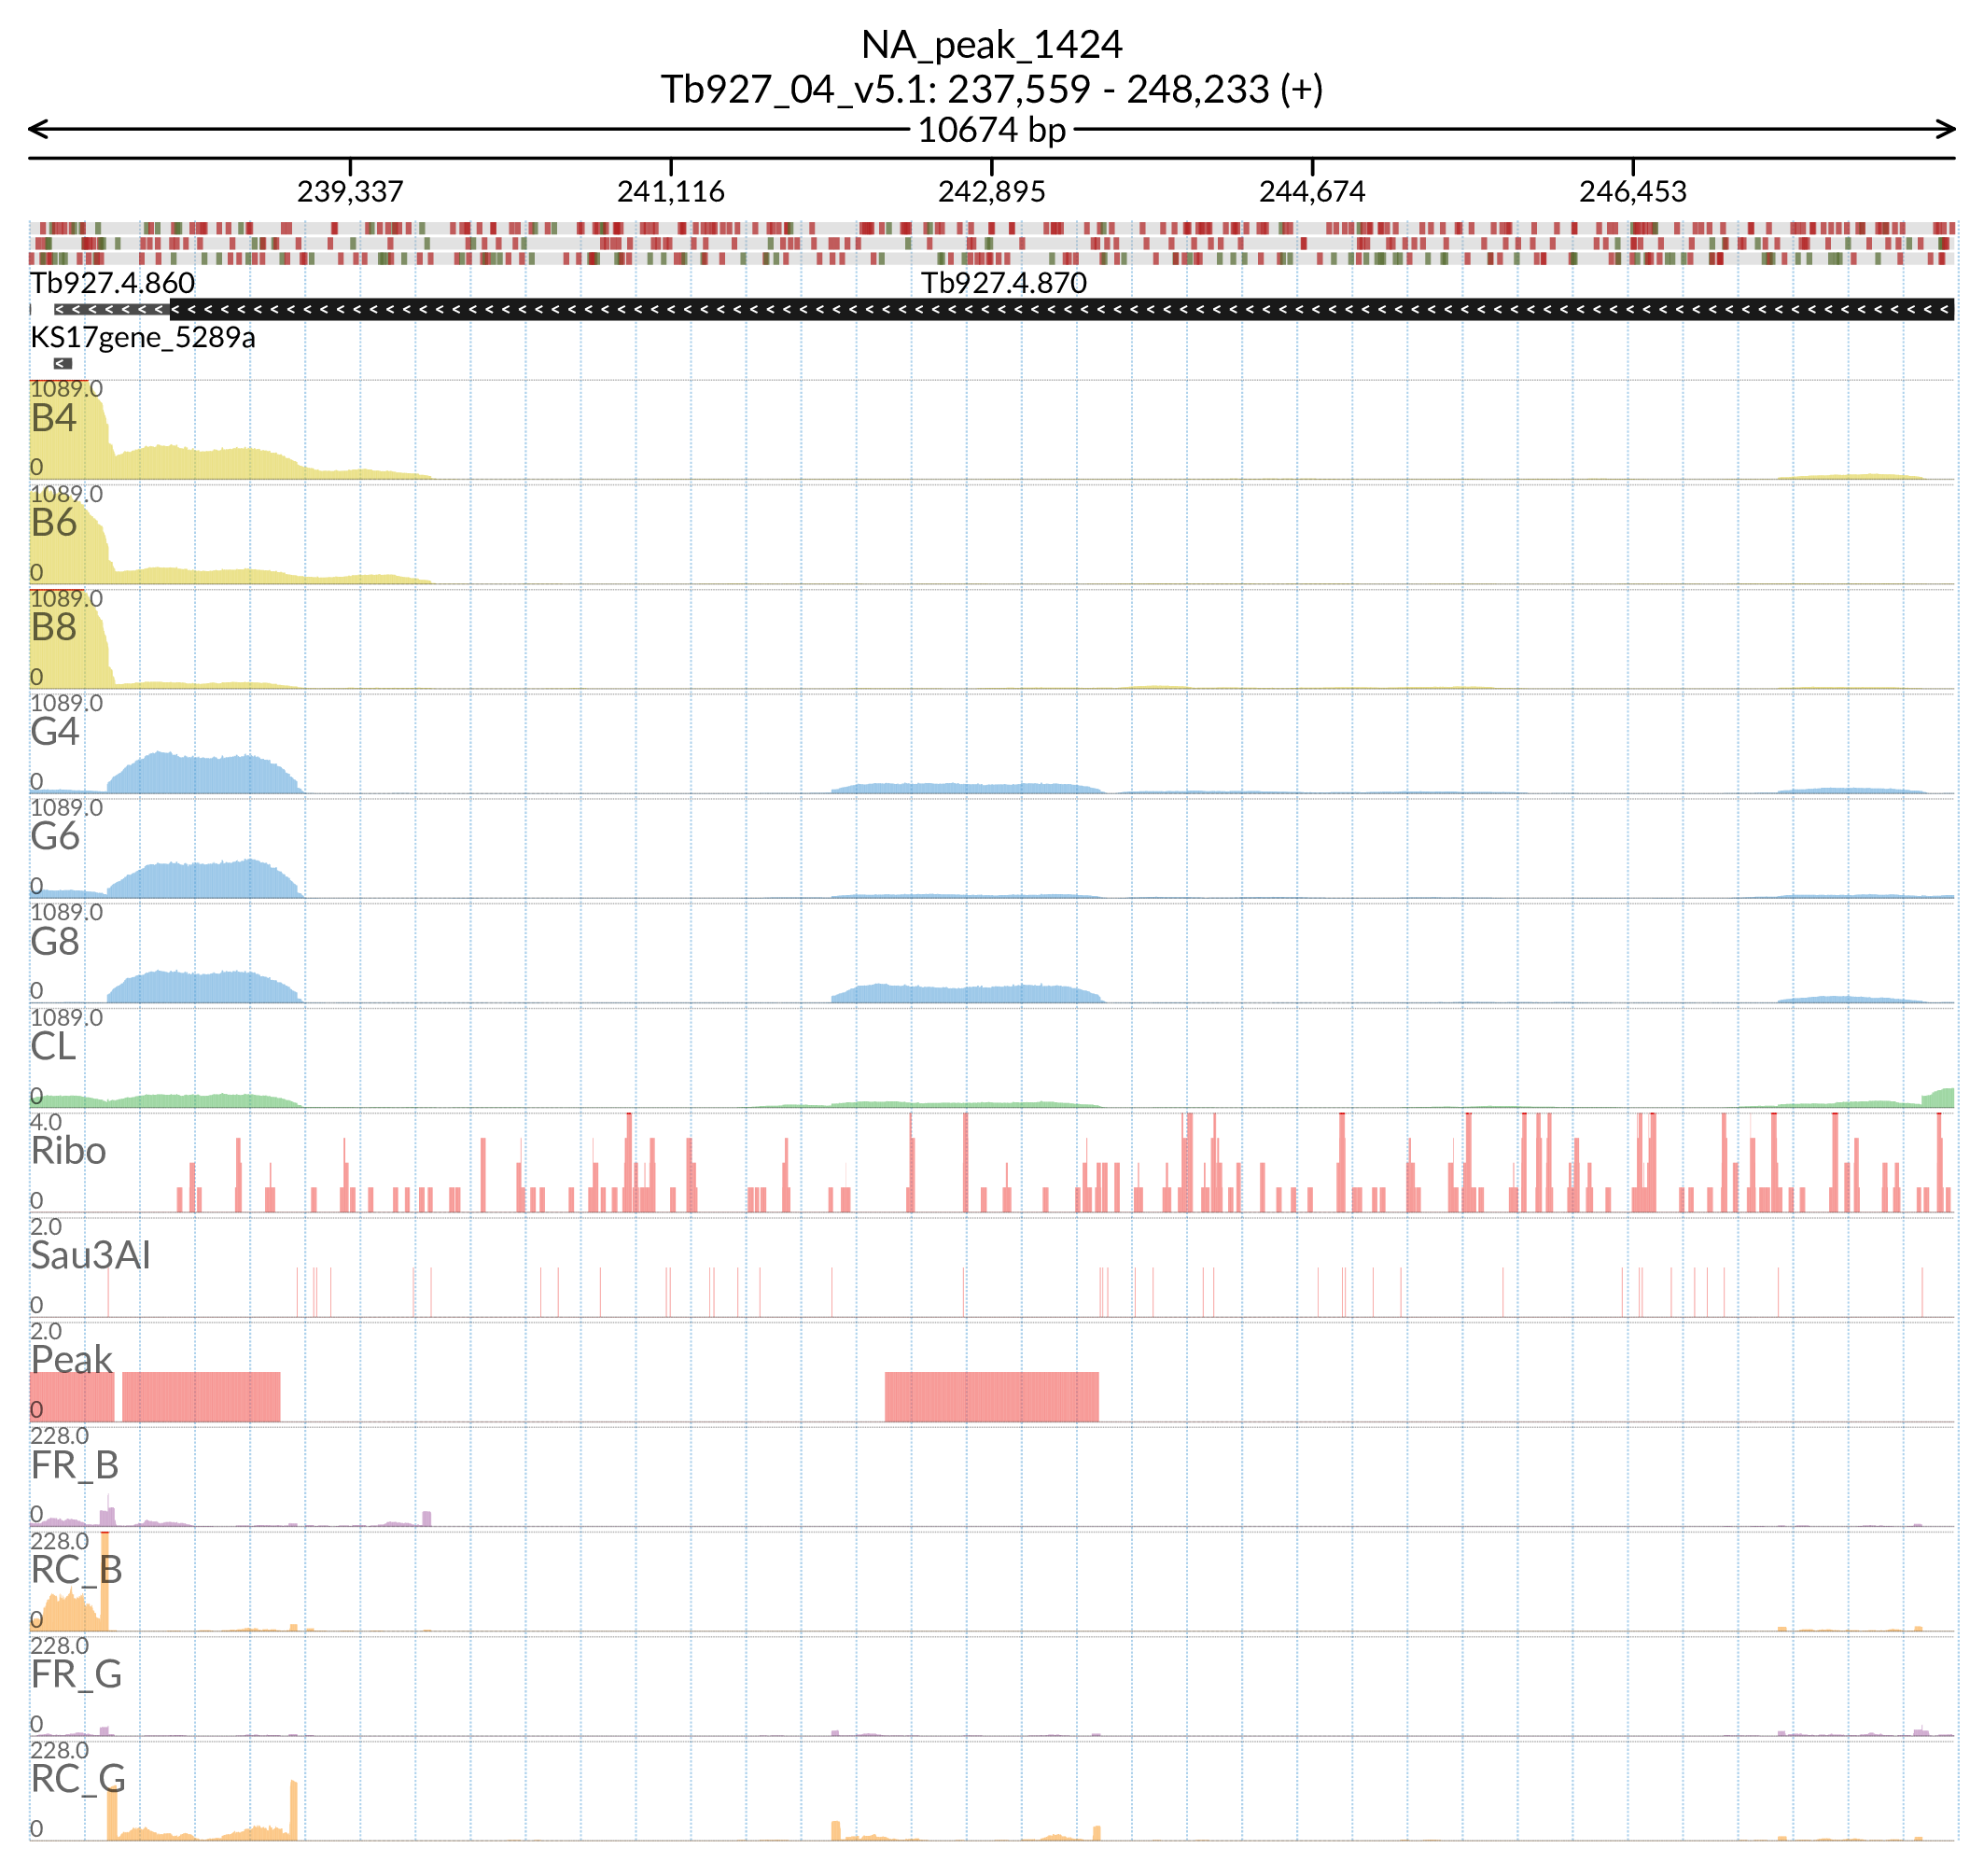 NA_peak_1424
Tb927_04_v5.1: 237,559 - 248,233 (+)
10674 bp
239,337 241,116 242,895 244,674 246,453
Tb927.4.860 Tb927.4.870
KS17gene_5289a
1089.0
B4
0
1089.0
B6
0
1089.0
B8
0
1089.0
G4
0
1089.0
G6
0
1089.0
G8
0
1089.0
CL
0
4.0
Ribo
0
2.0
Sau3AI
0
2.0
Peak
0
228.0
FR_B
0
228.0
RC_B
0
228.0
FR_G
0
228.0
RC_G
0